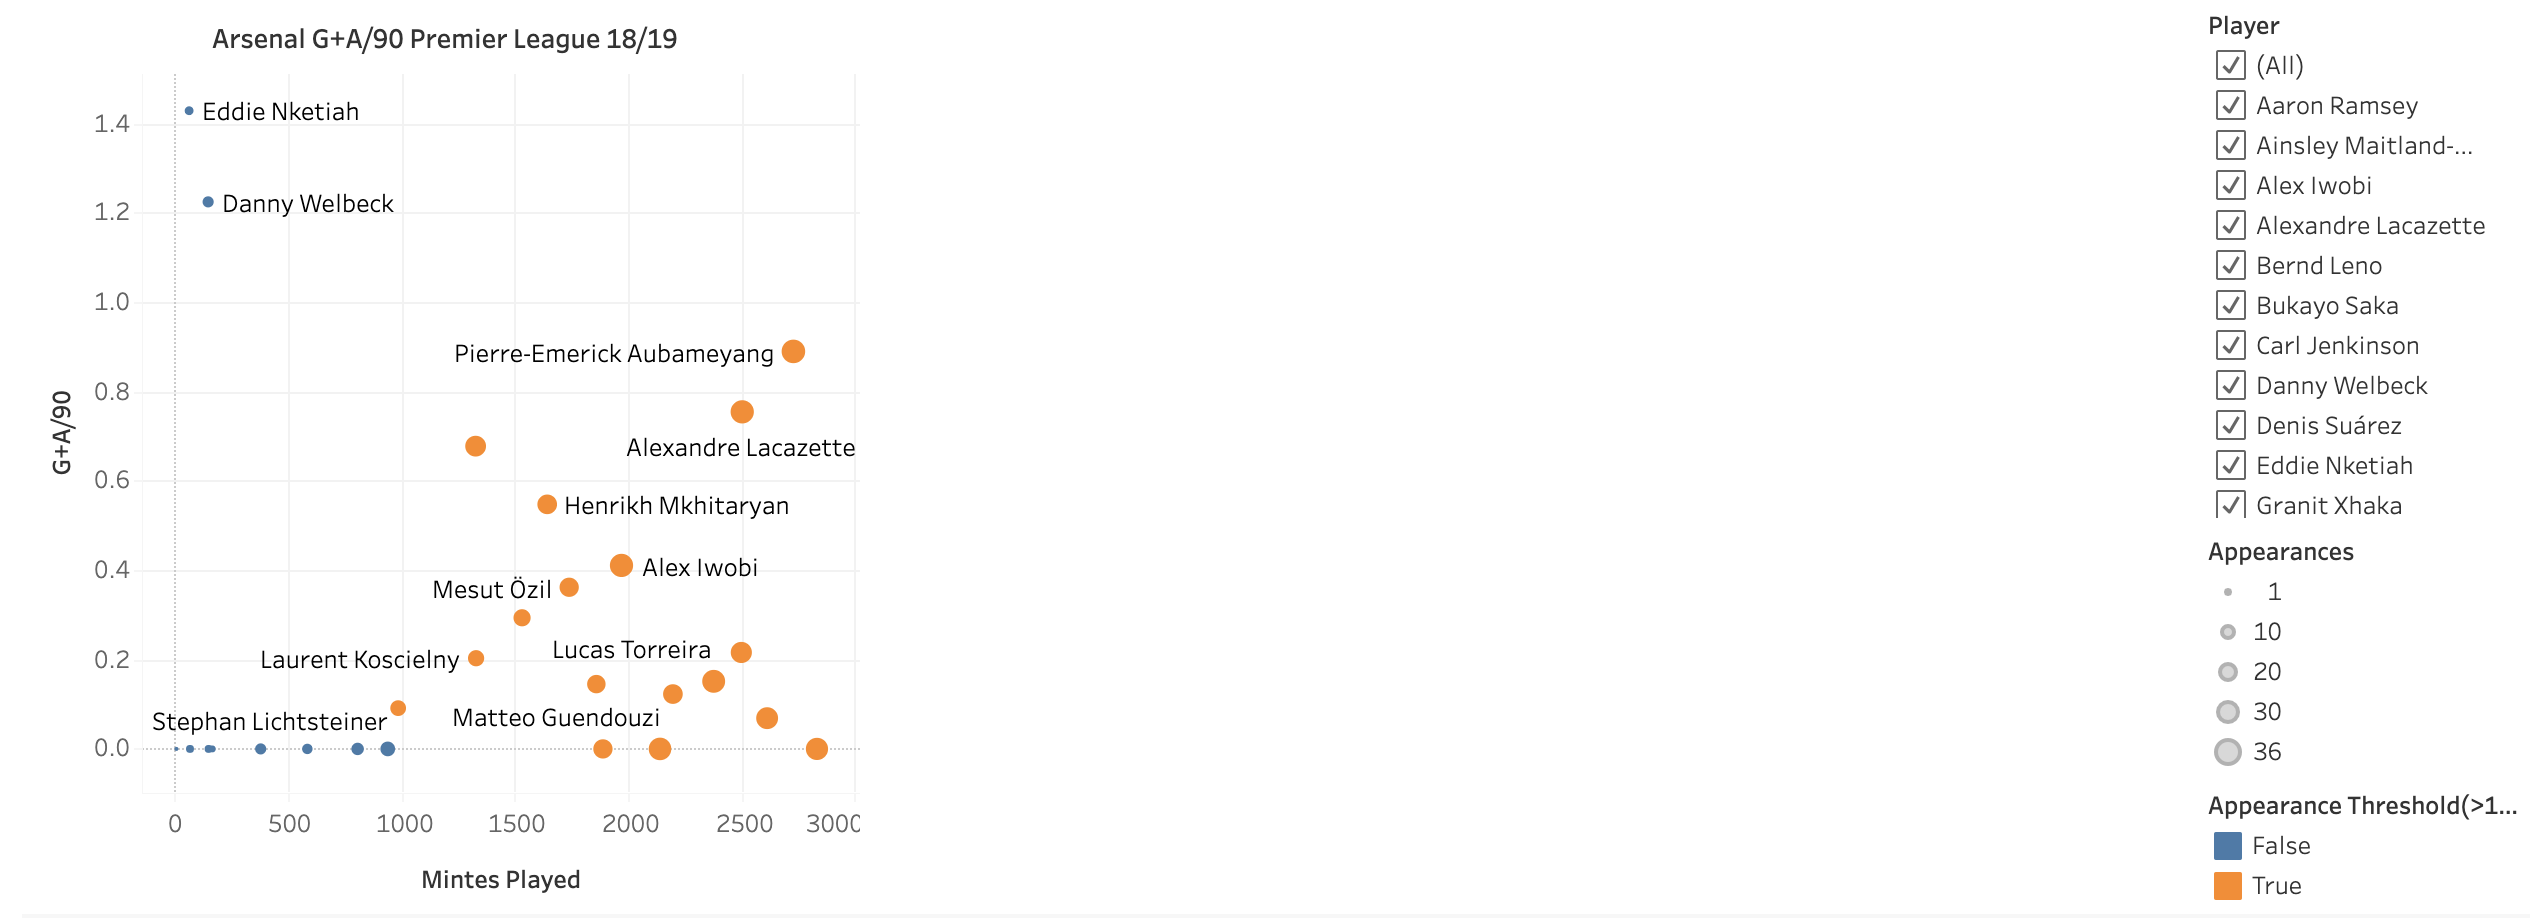 Arsenal G+A/90 Premier League 18/19
Eddie Nketiah
1.4
Danny Welbeck
1.2
1.0
Pierre-Emerick Aubameyang
0.8
Alexandre Lacazette
0.6
Henrikh Mkhitaryan
0.4
Alex Iwobi
Mesut Özil
Lucas Torreira
Laurent Koscielny
0.2
Stephan Lichtsteiner
Matteo Guendouzi
0.0
G+A/90
0 500 1000 1500 2000 2500 3000
Mintes Played
Player
(All)
Aaron Ramsey
Ainsley Maitland-...
Alex Iwobi
Alexandre Lacazette
Bernd Leno
Bukayo Saka
Carl Jenkinson
Danny Welbeck
Denis Suárez
Eddie Nketiah
Granit Xhaka
Appearances
1
10
20
30
36
Appearance Threshold(>1...
False
True